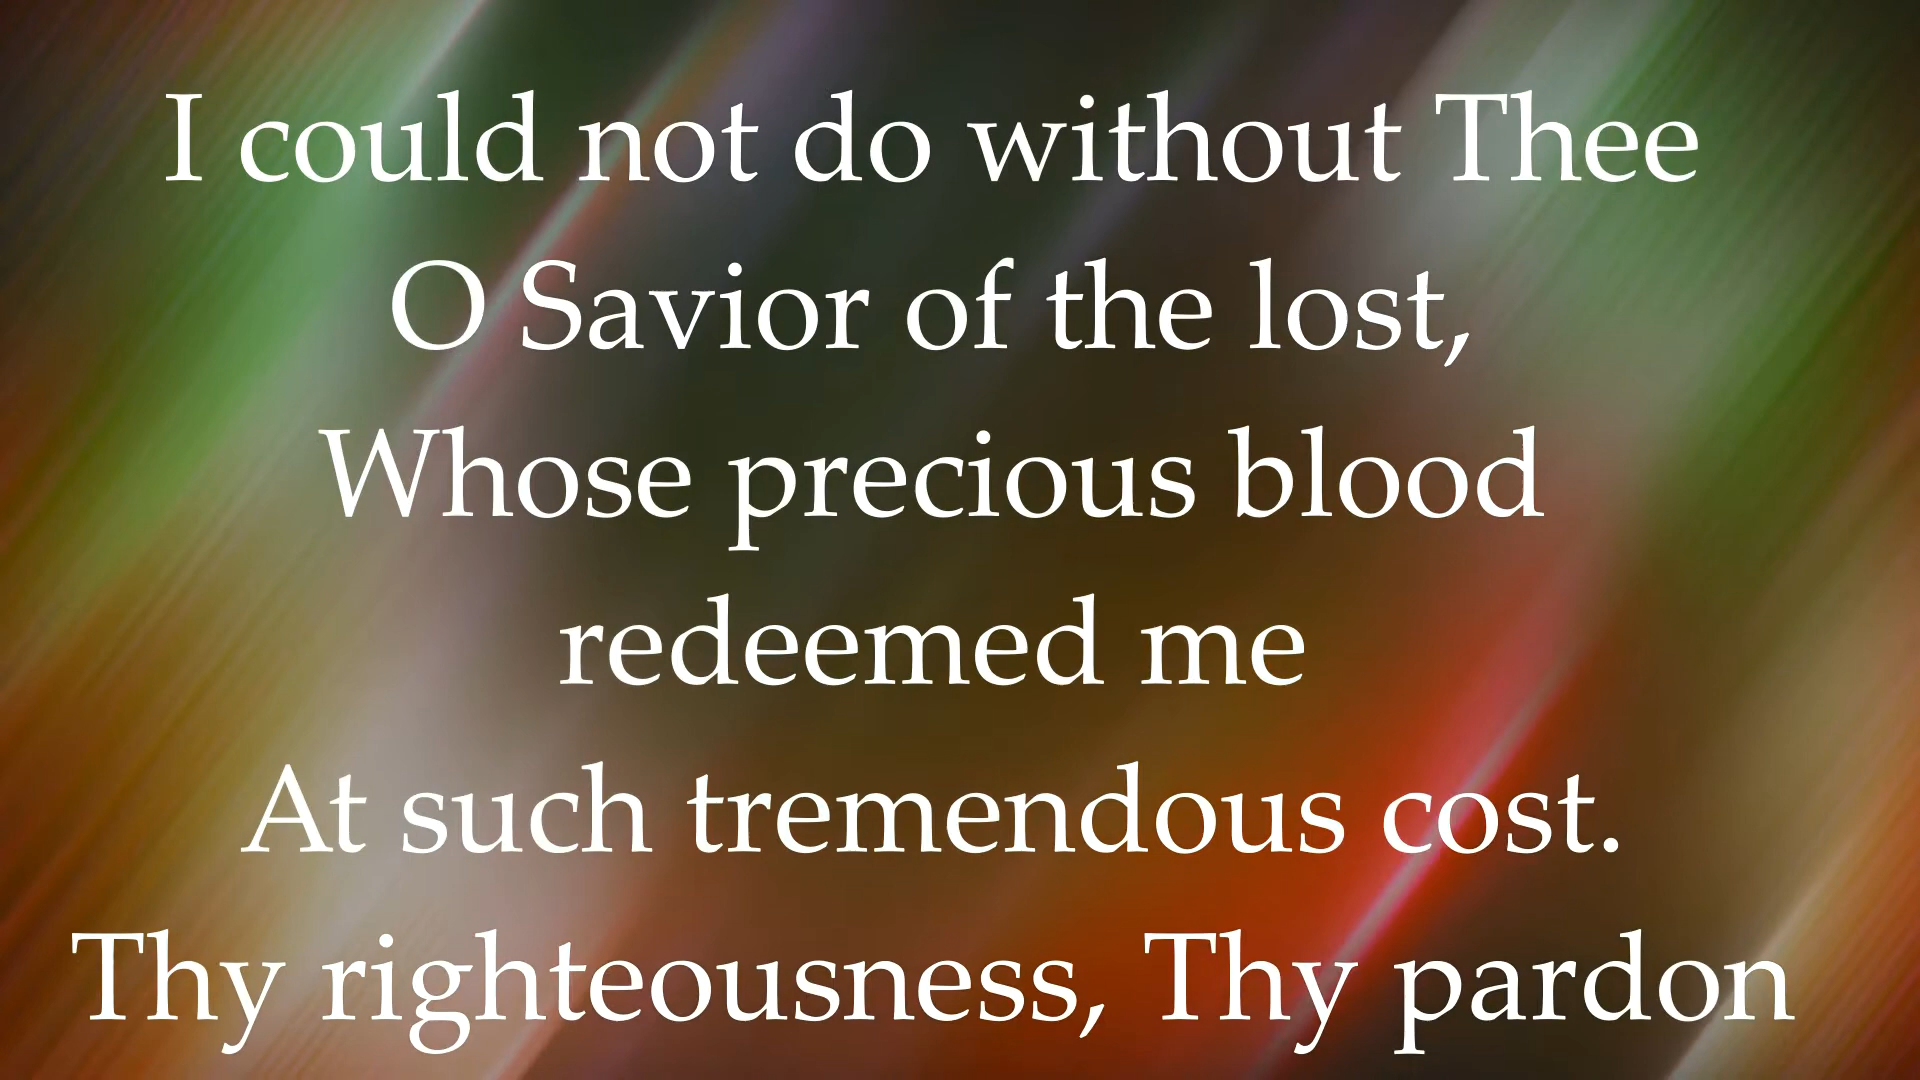 I could not do without Thee
O Savior of the lost,
Whose precious blood
redeemed me
At such tremendous cost.
Thy righteousness, Thy pardon